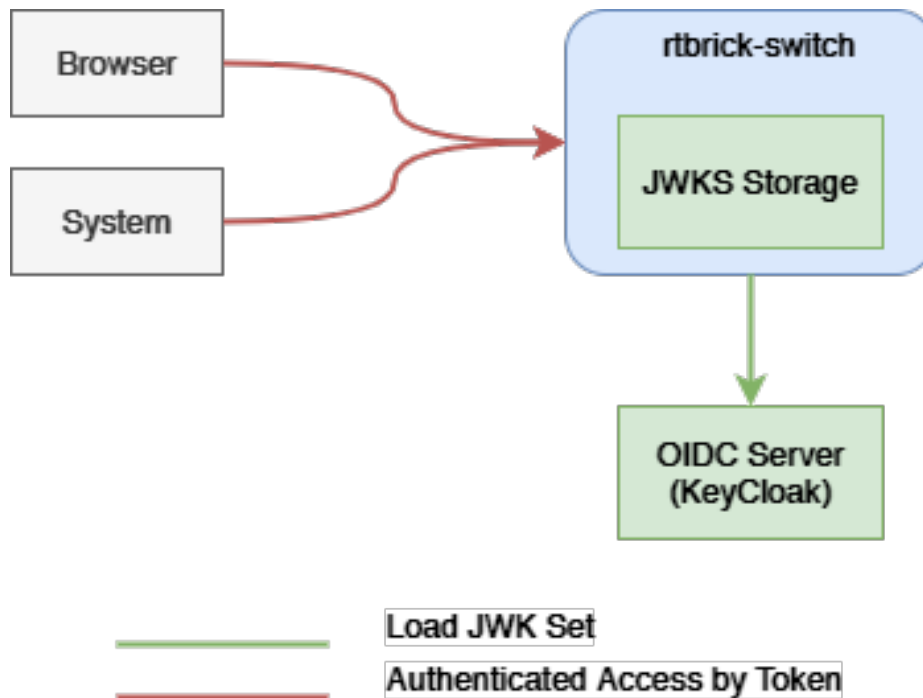 Browser
rtbrick-switch
JWKS Storage
System
OIDC Server
(KeyCloak)
Load JWK Set
Authenticated Access by Token